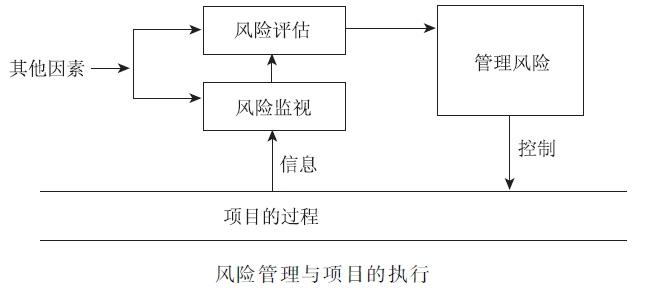 风险评估
管理风险
其他因素
风险监视
控制
信息
项目的过程
风险管理与项目的执行